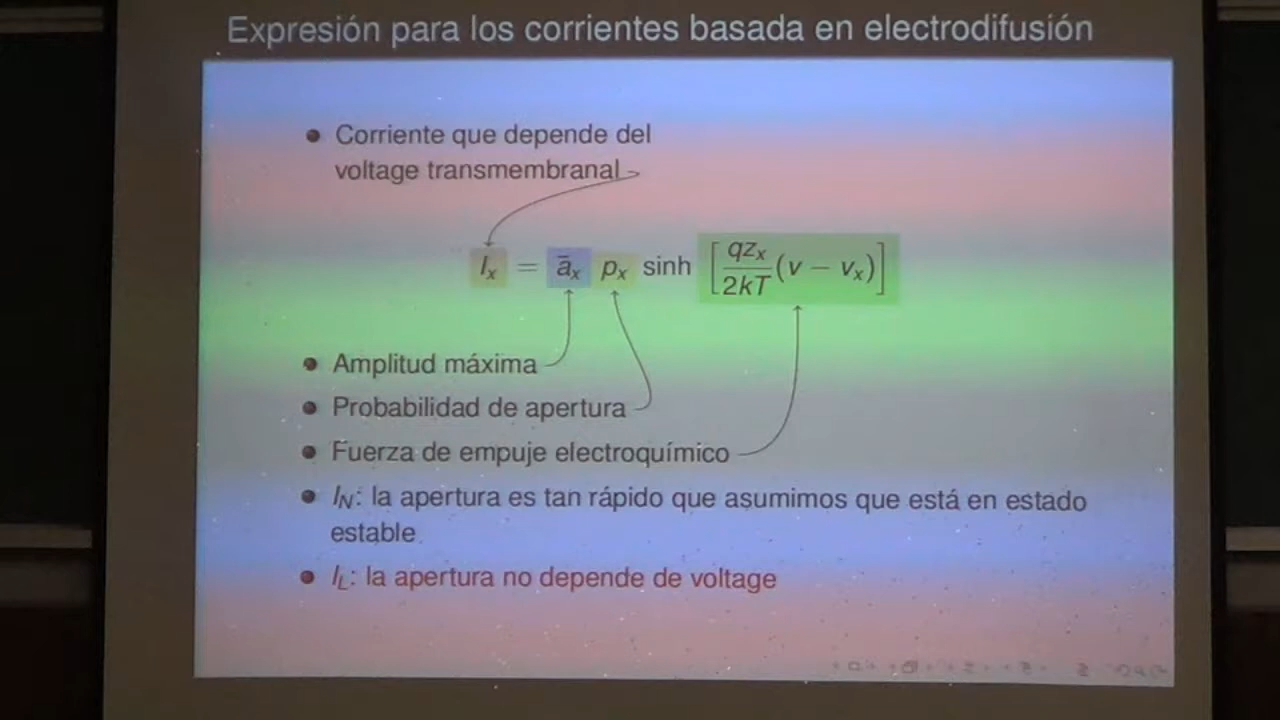 Expresión para los corrientes basada en electrodifusión
Corriente que depende del
voltage transmembranal
I_x = ā_x p_x sinh [qz_x/2kT (v − v_x)]
Amplitud máxima
Probabilidad de apertura
Fuerza de empuje electroquímico
I_N: la apertura es tan rápido que asumimos que está en estado
estable
I_L: la apertura no depende de voltage